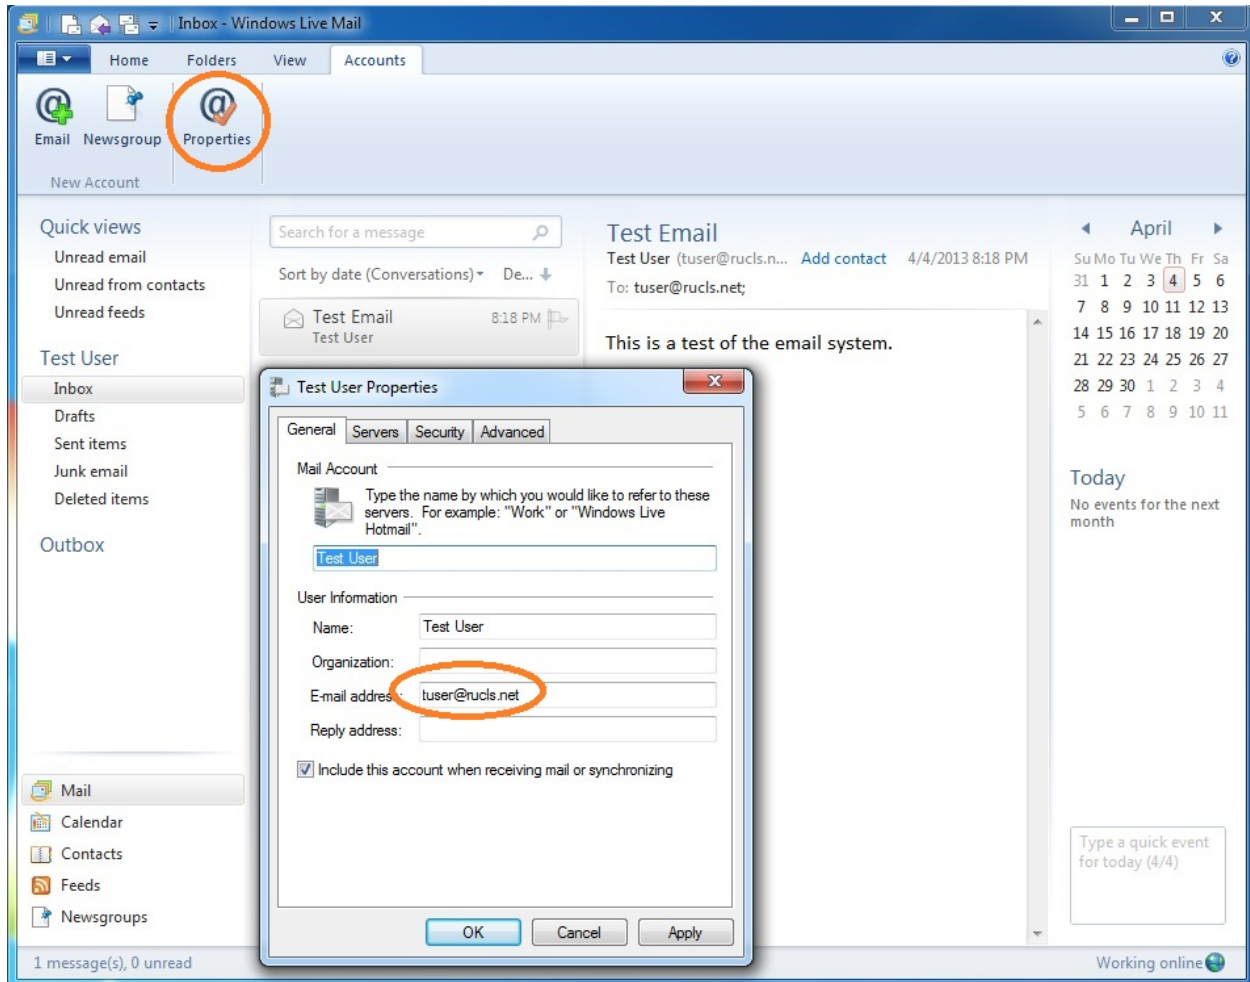 Inbox - Windows Live Mail
Home Folders View Accounts
Email Newsgroup Properties
New Account
Quick views
Unread email
Unread from contacts
Unread feeds
Test User
Inbox
Drafts
Sent items
Junk email
Deleted items
Outbox
Mail
Calendar
Contacts
Feeds
Newsgroups
Search for a message
Sort by date (Conversations) De...
Test Email 8:18 PM
Test User
Test Email
Test User (tuser@rucls.n... Add contact 4/4/2013 8:18 PM
To: tuser@rucls.net;
This is a test of the email system.
Test User Properties
General Servers Security Advanced
Mail Account
Type the name by which you would like to refer to these
servers. For example: "Work" or "Windows Live
Hotmail".
Test User
User Information
Name: Test User
Organization:
E-mail address: tuser@rucls.net
Reply address:
Include this account when receiving mail or synchronizing
OK Cancel Apply
April
Su Mo Tu We Th Fr Sa
31 1 2 3 4 5 6
7 8 9 10 11 12 13
14 15 16 17 18 19 20
21 22 23 24 25 26 27
28 29 30 1 2 3 4
5 6 7 8 9 10 11
Today
No events for the next
month
Type a quick event
for today (4/4)
1 message(s), 0 unread
Working online